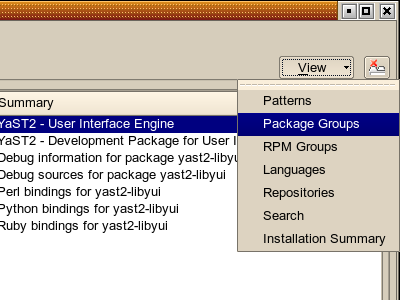 View
Summary
YaST2 - User Interface Engine
YaST2 - Development Package for User I
Debug information for package yast2-libyu
Debug sources for package yast2-libyui
Perl bindings for yast2-libyui
Python bindings for yast2-libyui
Ruby bindings for yast2-libyui
Patterns
Package Groups
RPM Groups
Languages
Repositories
Search
Installation Summary